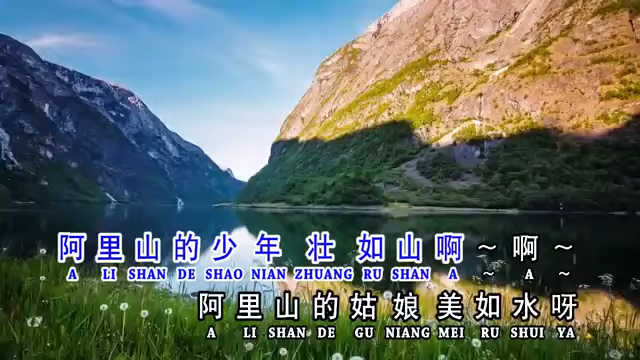 阿里山的少年 壮 如山啊～啊～
A LI SHAN DE SHAO NIAN ZHUANG RU SHAN A ~ A ~
阿里山的姑娘 美如水呀
A LI SHAN DE GU NIANG MEI RU SHUI YA